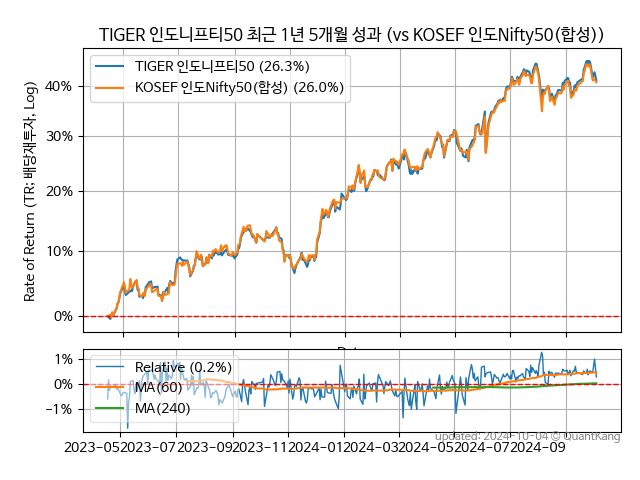 TIGER 인도니프티50 최근 1년 5개월 성과 (vs KOSEF 인도Nifty50(합성))
Rate of Return (TR: 배당재투자, Log)
40%
30%
20%
10%
0%
TIGER 인도니프티50 (26.3%)
KOSEF 인도Nifty50(합성) (26.0%)
1%
0%
−1%
Relative (0.2%)
MA(60)
MA(240)
updated: 2024-10-04 © QuantKang
2023-05 2023-07 2023-09 2023-11 2024-01 2024-03 2024-05 2024-07 2024-09